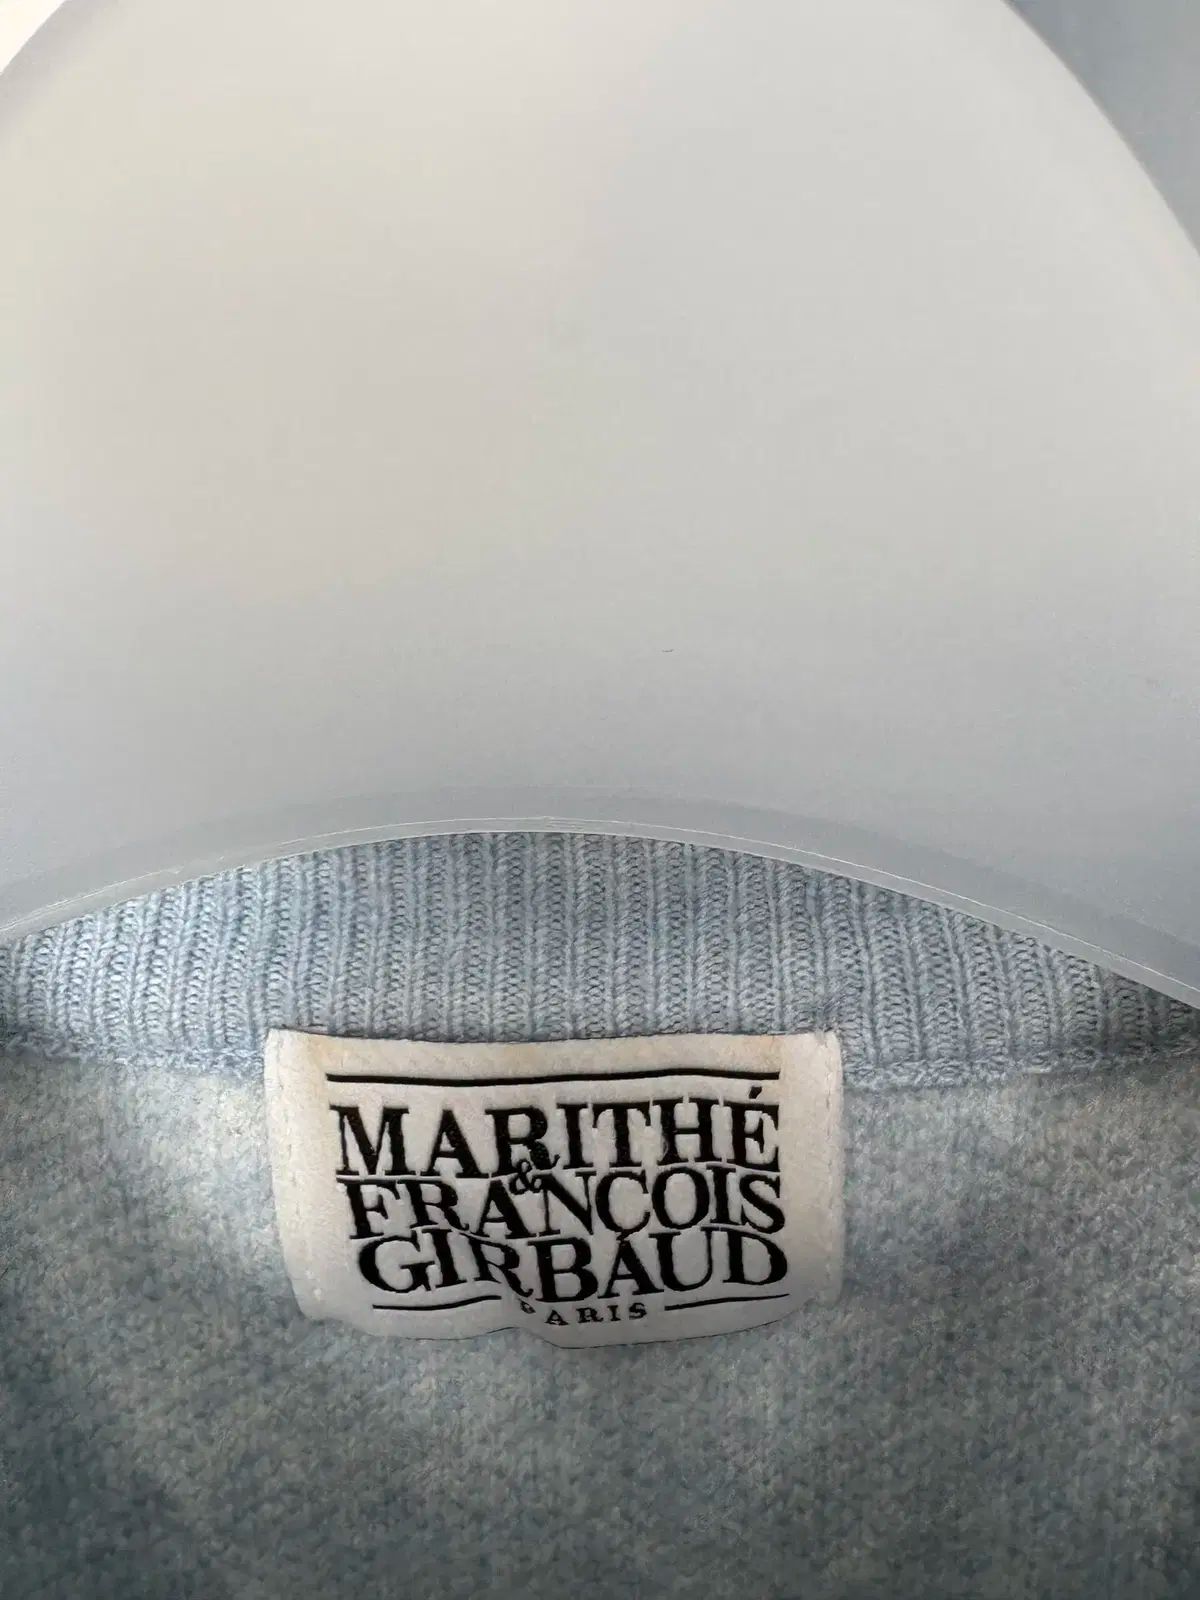 MARITHÉ
&
FRANÇOIS
GIRBAUD
PARIS